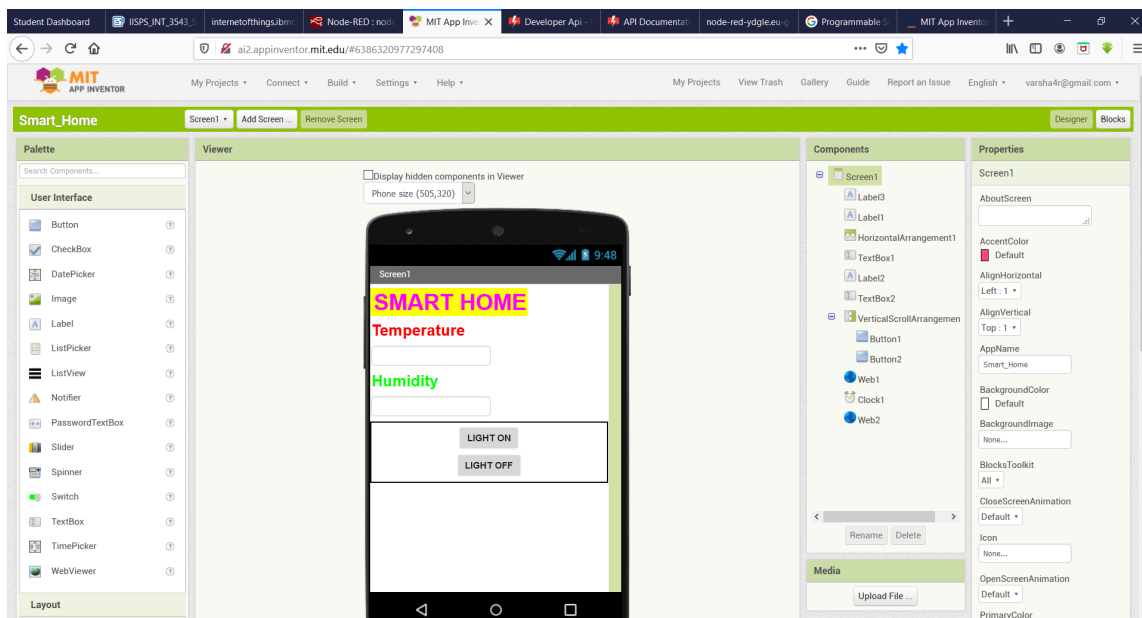 Student Dashboard IISPS_INT_3543_S internetofthings.ibmc Node-RED : node MIT App Inve Developer Api - API Documentati node-red-ydgle.eu-g Programmable S MIT App Invento
ai2.appinventor.mit.edu/#6386320977297408
MIT
APP INVENTOR
My Projects Connect Build Settings Help My Projects View Trash Gallery Guide Report an Issue English varsha4r@gmail.com
Smart_Home Screen1 Add Screen ... Remove Screen Designer Blocks
Palette
Search Components...
User Interface
Button
CheckBox
DatePicker
Image
Label
ListPicker
ListView
Notifier
PasswordTextBox
Slider
Spinner
Switch
TextBox
TimePicker
WebViewer
Layout
Viewer
Display hidden components in Viewer
Phone size (505,320)
9:48
Screen1
SMART HOME
Temperature
Humidity
LIGHT ON
LIGHT OFF
Components
Screen1
Label3
Label1
HorizontalArrangement1
TextBox1
Label2
TextBox2
VerticalScrollArrangemen
Button1
Button2
Web1
Clock1
Web2
Rename Delete
Media
Upload File ...
Properties
Screen1
AboutScreen
AccentColor
Default
AlignHorizontal
Left : 1
AlignVertical
Top : 1
AppName
Smart_Home
BackgroundColor
Default
BackgroundImage
None...
BlocksToolkit
All
CloseScreenAnimation
Default
Icon
None...
OpenScreenAnimation
Default
PrimaryColor